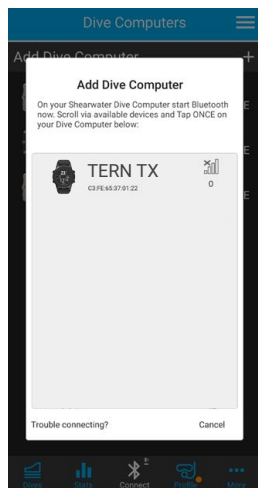 Dive Computers
Add Dive Computer
Add Dive Computer
On your Shearwater Dive Computer start Bluetooth
now. Scroll via available devices and Tap ONCE on
your Dive Computer below:
TERN TX
C3:FE:65:37:01:22
0
E
E
E
Trouble connecting?
Cancel
Dives
Stats
Connect
Profile
More